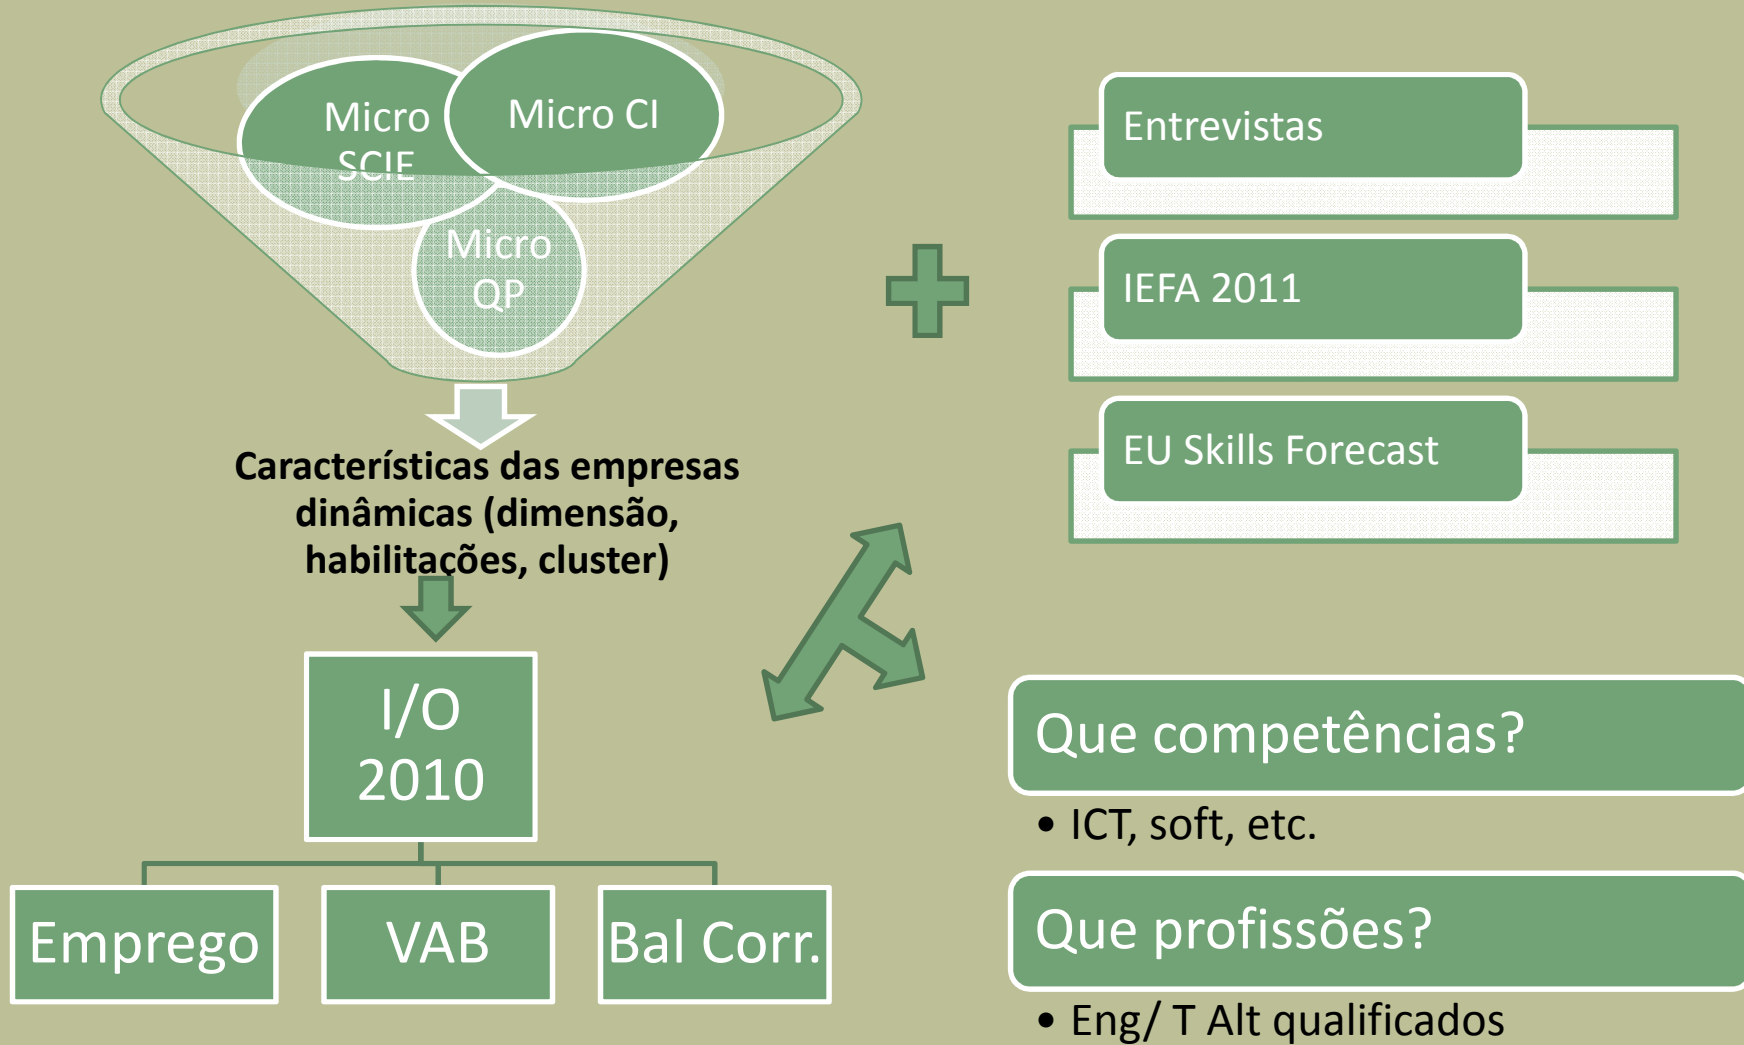 Micro
SCIE
Micro CI
Micro
QP
Características das empresas
dinâmicas (dimensão,
habilitações, cluster)
I/O
2010
Emprego
VAB
Bal Corr.
Entrevistas
IEFA 2011
EU Skills Forecast
Que competências?
• ICT, soft, etc.
Que profissões?
• Eng/ T Alt qualificados